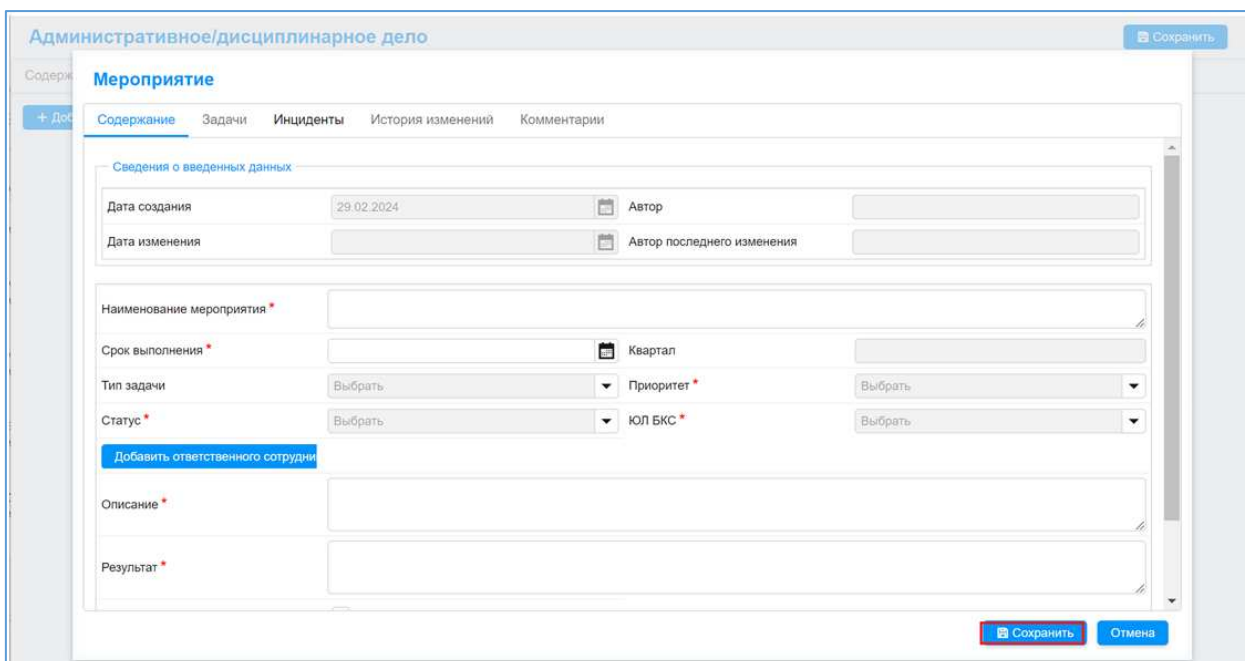 Административное/дисциплинарное дело
Сохранить
Содерж
Мероприятие
+ Доб
Содержание Задачи Инциденты История изменений Комментарии
Сведения о введенных данных
Дата создания 29.02.2024 Автор
Дата изменения Автор последнего изменения
Наименование мероприятия *
Срок выполнения * Квартал
Тип задачи Выбрать Приоритет * Выбрать
Статус * Выбрать ЮЛ БКС * Выбрать
Добавить ответственного сотрудни
Описание *
Результат *
Сохранить Отмена